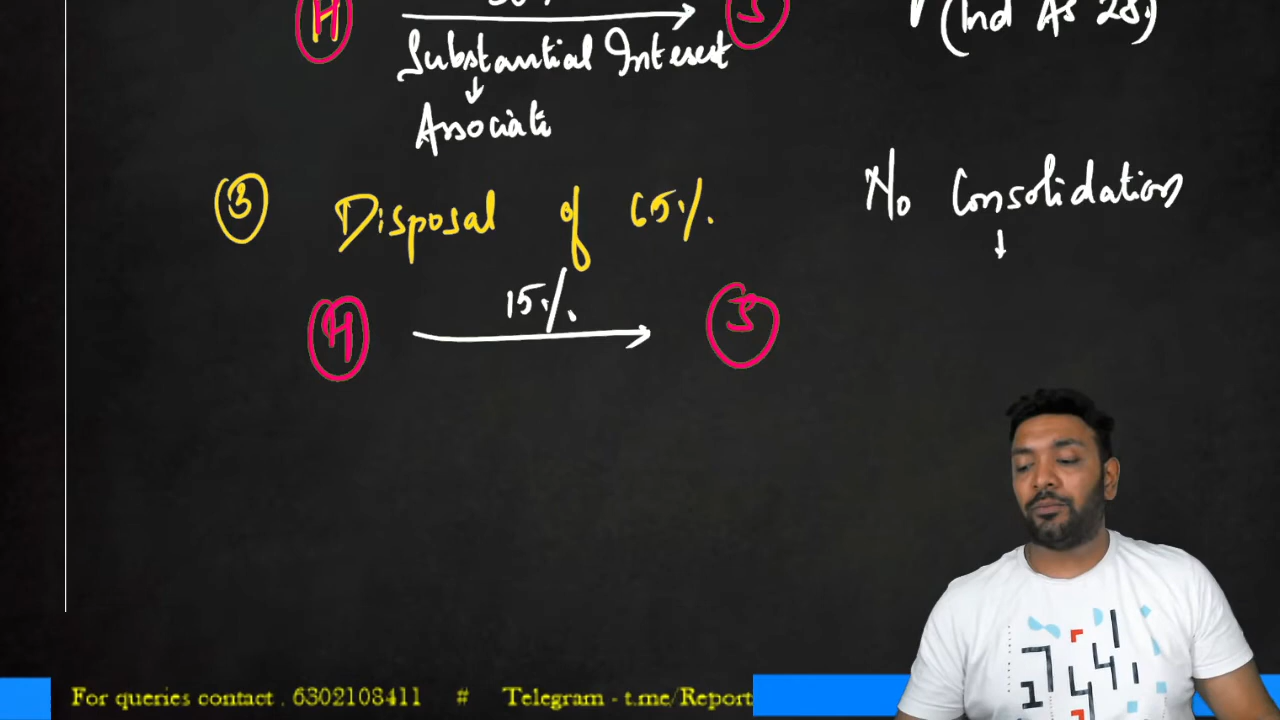 H S (Ind As 28)
Substantial Interest
↓
Associate
③ Disposal of 65%. No Consolidation
↓
15%.
H S
For queries contact . 6302108411 # Telegram - t.me/Report